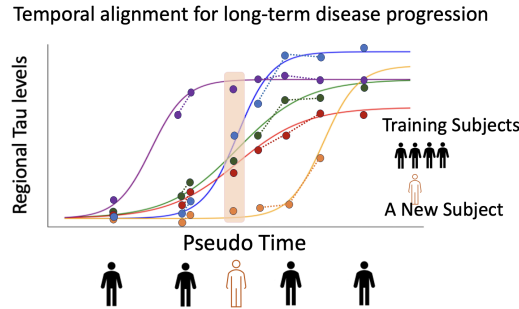 Temporal alignment for long-term disease progression
Regional Tau levels
Training Subjects
A New Subject
Pseudo Time